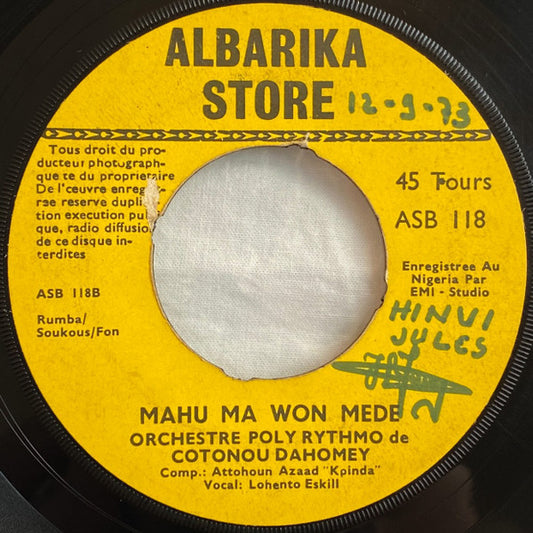 ALBARIKA
STORE 12-9-73
Tous droit du pro-
ducteur photograph-
que te du proprietaire
De l'œuvre enregit-
rae reserve dupli
tion execution pu
que, radio diffusio
de ce disque in-
terdites
45 Tours
ASB 118
ASB 118B
Rumba/
Soukous/Fon
Enregistree Au
Nigeria Par
EMI - Studio
HINVI
JULES
MAHU MA WON MEDE
ORCHESTRE POLY RYTHMO de
COTONOU DAHOMEY
Comp.: Attohoun Azaad "Kpinda"
Vocal: Lohento Eskill